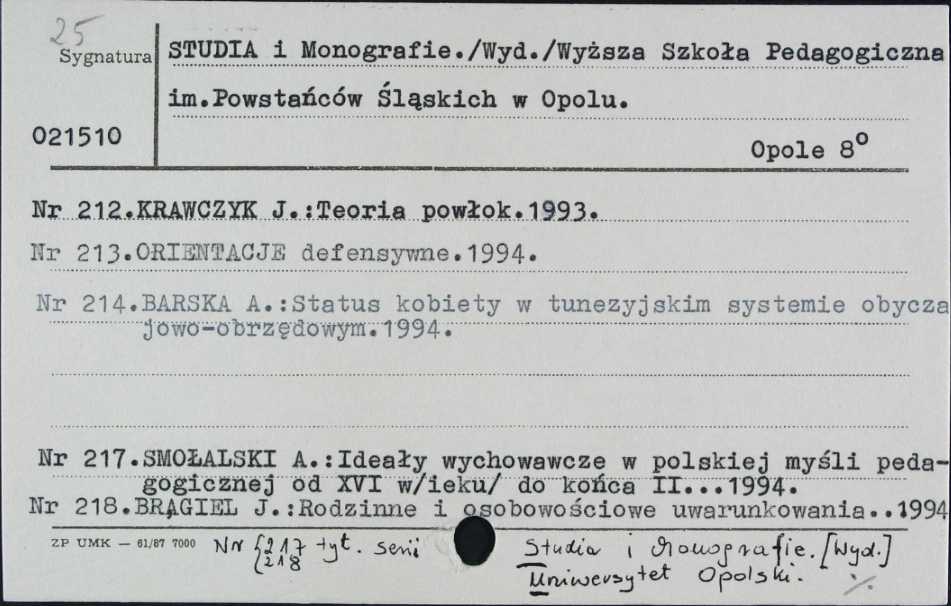 25
Sygnatura
STUDIA i Monografie./Wyd./Wyższa Szkoła Pedagogiczna
im.Powstańców Śląskich w Opolu.
021510
Opole 8º
Nr 212.KRAWCZYK J.:Teoria powłok.1993.
Nr 213.ORIENTACJE defensywne.1994.
Nr 214.BARSKA A.:Status kobiety w tunezyjskim systemie obycza
jowo-obrzędowym.1994.
Nr 217.SMOŁALSKI A.:Ideały wychowawcze w polskiej myśli peda-
gogicznej od XVI w/ieku/ do końca II...1994.
Nr 218.BRĄGIEL J.:Rodzinne i osobowościowe uwarunkowania..1994
ZP UMK — 61/87 7000
Nr {217 tyt. serii
218
Studia i Monografie.[Wyd.]
Uniwersytet Opolski. ./.